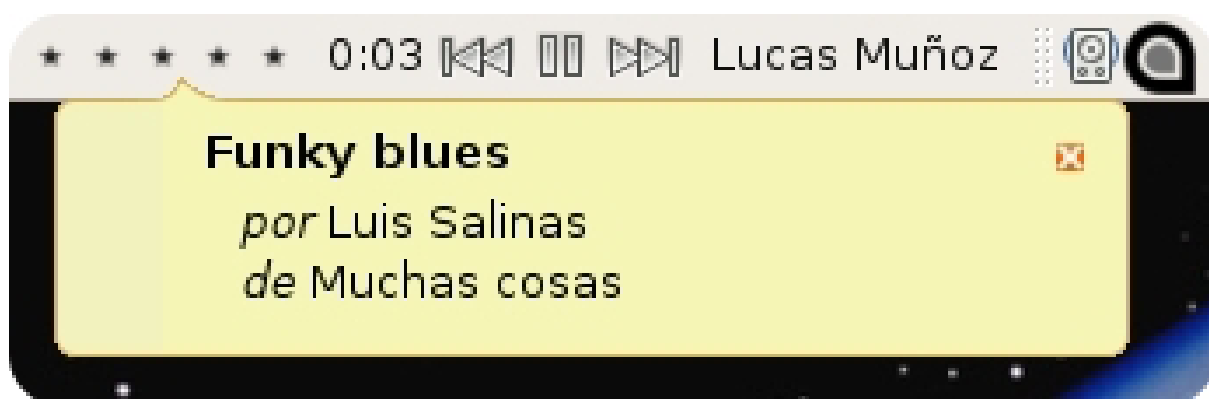 0:03 Lucas Muñoz
Funky blues
por Luis Salinas
de Muchas cosas